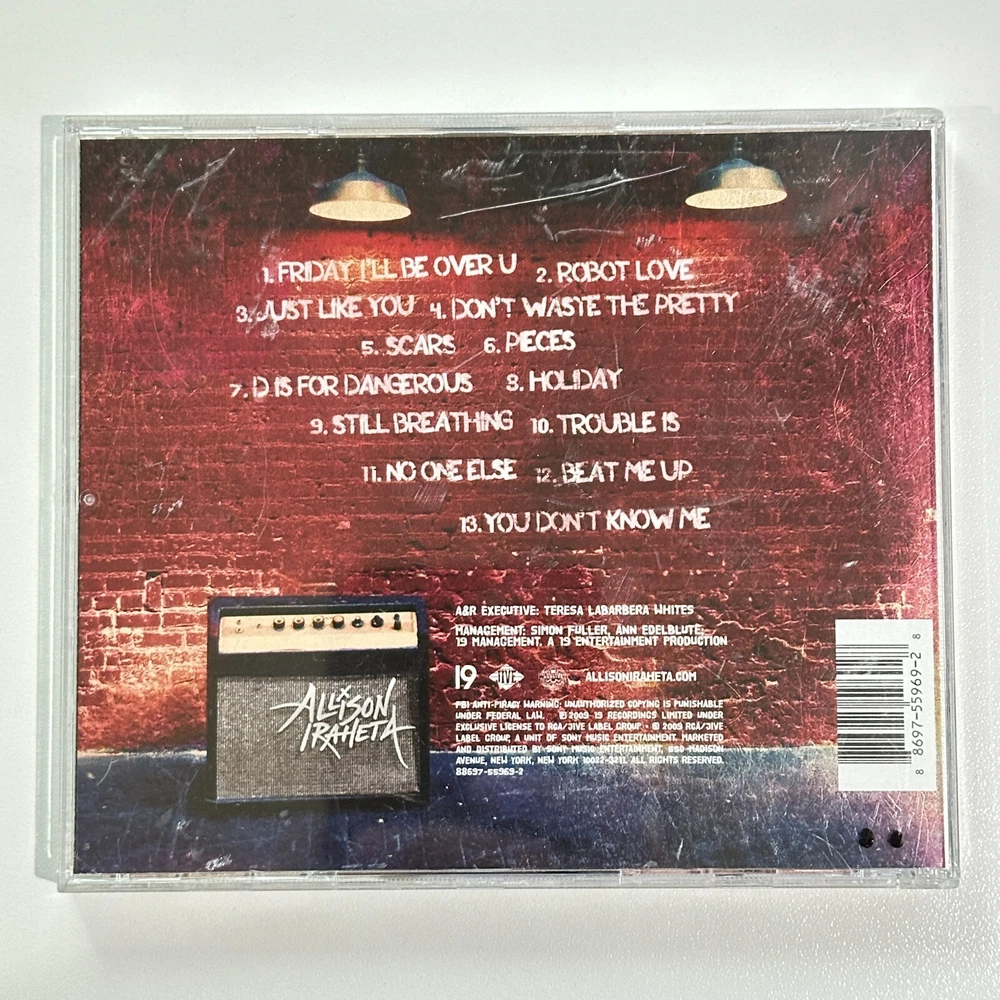 1. FRIDAY I'LL BE OVER U 2. ROBOT LOVE
3. JUST LIKE YOU 4. DON'T WASTE THE PRETTY
5. SCARS 6. PIECES
7. D IS FOR DANGEROUS 8. HOLIDAY
9. STILL BREATHING 10. TROUBLE IS
11. NO ONE ELSE 12. BEAT ME UP
13. YOU DON'T KNOW ME
A&R EXECUTIVE: TERESA LABARBERA WHITES
MANAGEMENT: SIMON FULLER, ANN EDELBLUTE;
19 MANAGEMENT, A 19 ENTERTAINMENT PRODUCTION
19 JIVE ALLISONIRAHETA.COM
FBI ANTI-PIRACY WARNING: UNAUTHORIZED COPYING IS PUNISHABLE
UNDER FEDERAL LAW. ℗ 2009 19 RECORDINGS LIMITED UNDER
EXCLUSIVE LICENSE TO RCA/JIVE LABEL GROUP; © 2009 RCA/JIVE
LABEL GROUP, A UNIT OF SONY MUSIC ENTERTAINMENT. MARKETED
AND DISTRIBUTED BY SONY MUSIC ENTERTAINMENT, 550 MADISON
AVENUE, NEW YORK, NEW YORK 10022-3211. ALL RIGHTS RESERVED.
88697-55969-2
ALLISON
IRAHETA
8 8697-55969-2 8